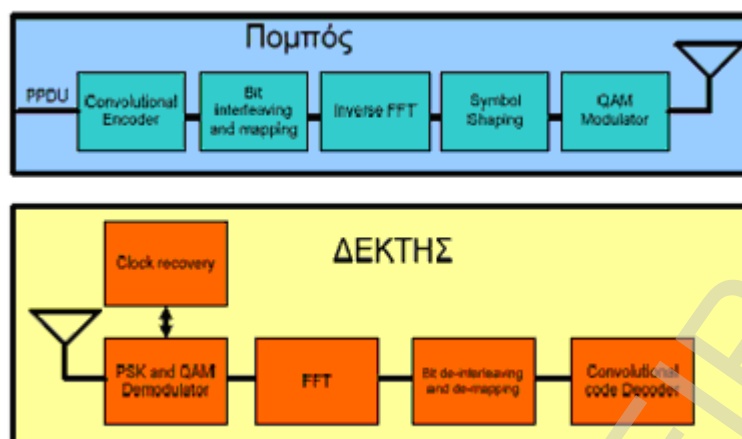 Πομπός
PPDU
Convolutional
Encoder
Bit
interleaving
and mapping
Inverse FFT
Symbol
Shaping
QAM
Modulator
ΔΕΚΤΗΣ
Clock recovery
PSK and QAM
Demodulator
FFT
Bit de-interleaving
and de-mapping
Convolutional
code Decoder